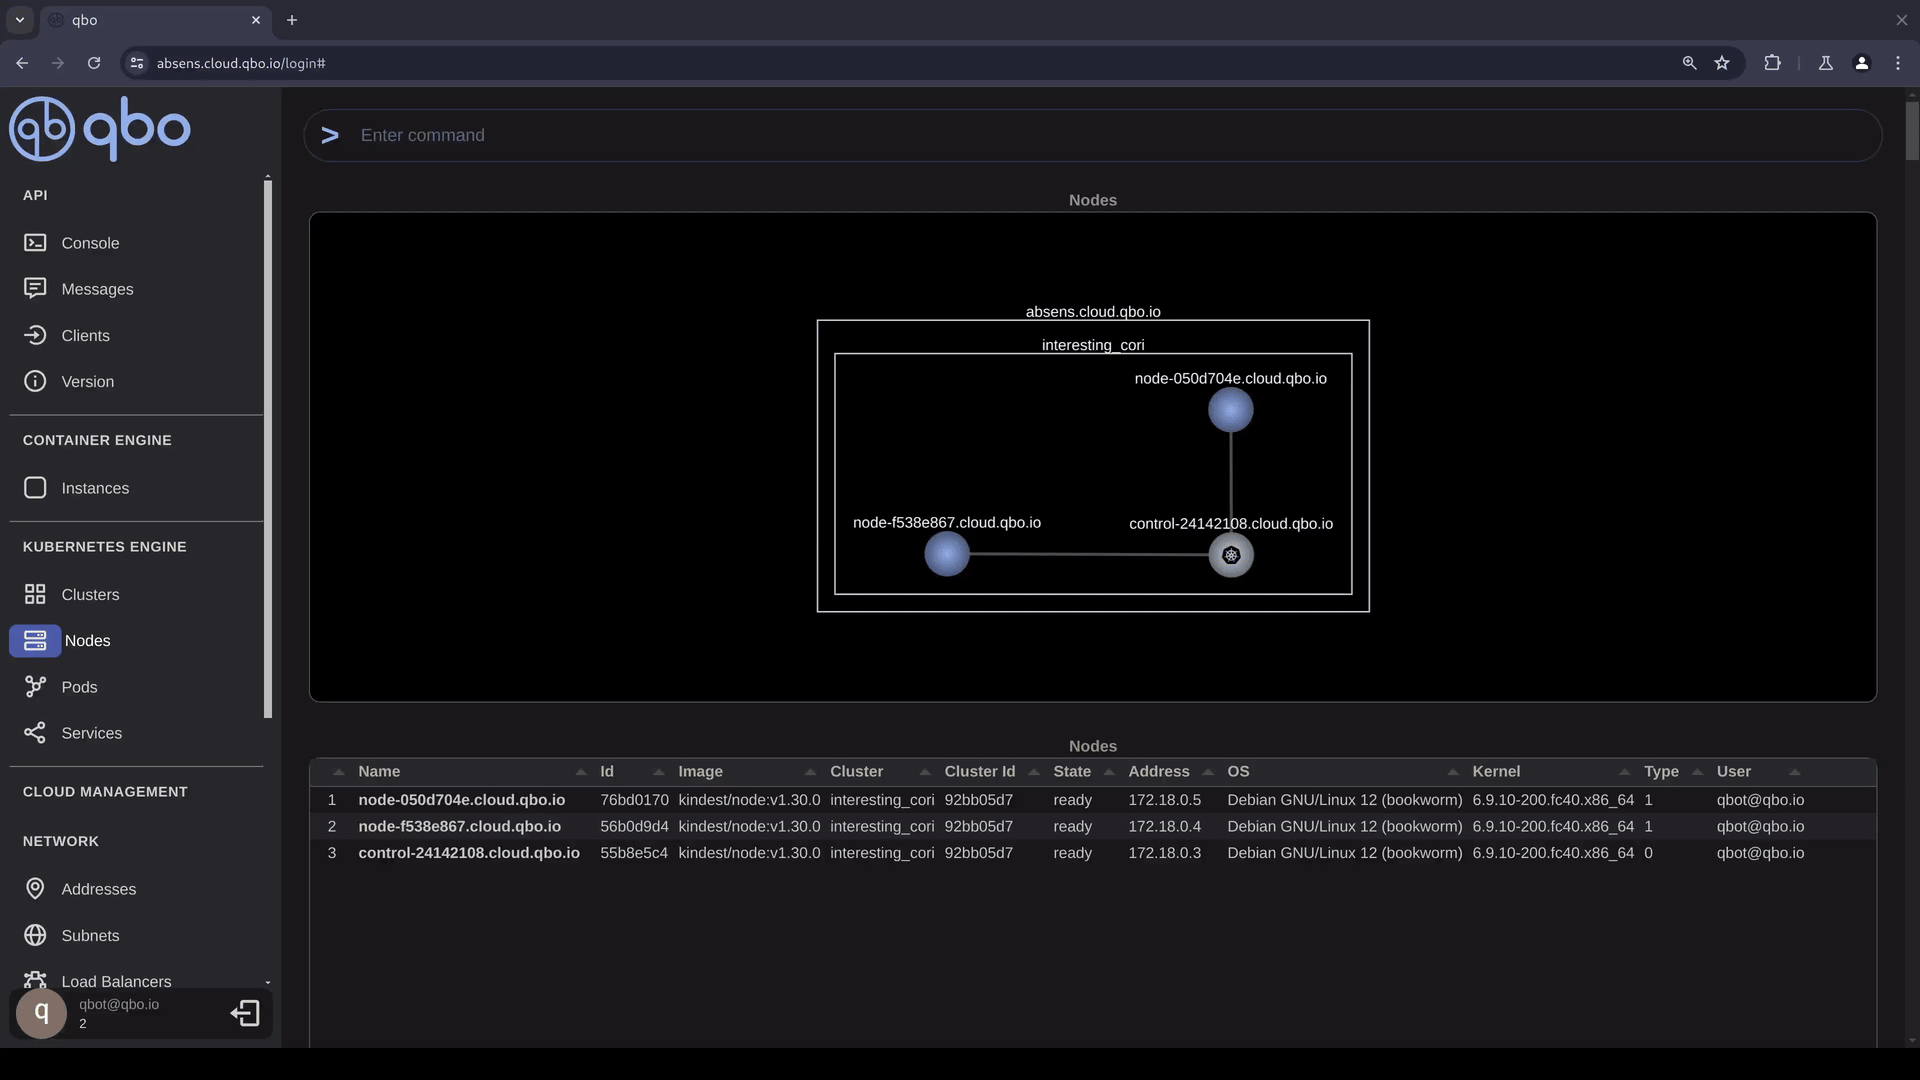 qbo
absens.cloud.qbo.io/login#
qb qbo
API
Console
Messages
Clients
Version
CONTAINER ENGINE
Instances
KUBERNETES ENGINE
Clusters
Nodes
Pods
Services
CLOUD MANAGEMENT
NETWORK
Addresses
Subnets
Load Balancers
q
qbot@qbo.io
2
> Enter command
Nodes
absens.cloud.qbo.io
interesting_cori
node-050d704e.cloud.qbo.io
node-f538e867.cloud.qbo.io control-24142108.cloud.qbo.io
Nodes
Name Id Image Cluster Cluster Id State Address OS Kernel Type User
1 node-050d704e.cloud.qbo.io 76bd0170 kindest/node:v1.30.0 interesting_cori 92bb05d7 ready 172.18.0.5 Debian GNU/Linux 12 (bookworm) 6.9.10-200.fc40.x86_64 1 qbot@qbo.io
2 node-f538e867.cloud.qbo.io 56b0d9d4 kindest/node:v1.30.0 interesting_cori 92bb05d7 ready 172.18.0.4 Debian GNU/Linux 12 (bookworm) 6.9.10-200.fc40.x86_64 1 qbot@qbo.io
3 control-24142108.cloud.qbo.io 55b8e5c4 kindest/node:v1.30.0 interesting_cori 92bb05d7 ready 172.18.0.3 Debian GNU/Linux 12 (bookworm) 6.9.10-200.fc40.x86_64 0 qbot@qbo.io